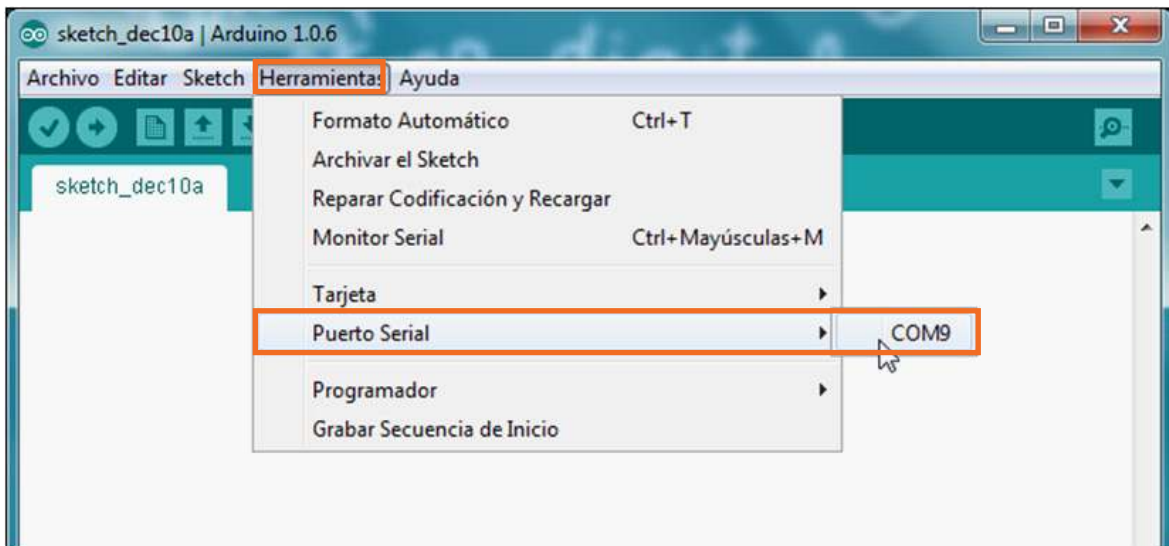 sketch_dec10a | Arduino 1.0.6
Archivo Editar Sketch Herramientas Ayuda
Formato Automático Ctrl+T
Archivar el Sketch
sketch_dec10a
Reparar Codificación y Recargar
Monitor Serial Ctrl+Mayúsculas+M
Tarjeta
Puerto Serial COM9
Programador
Grabar Secuencia de Inicio